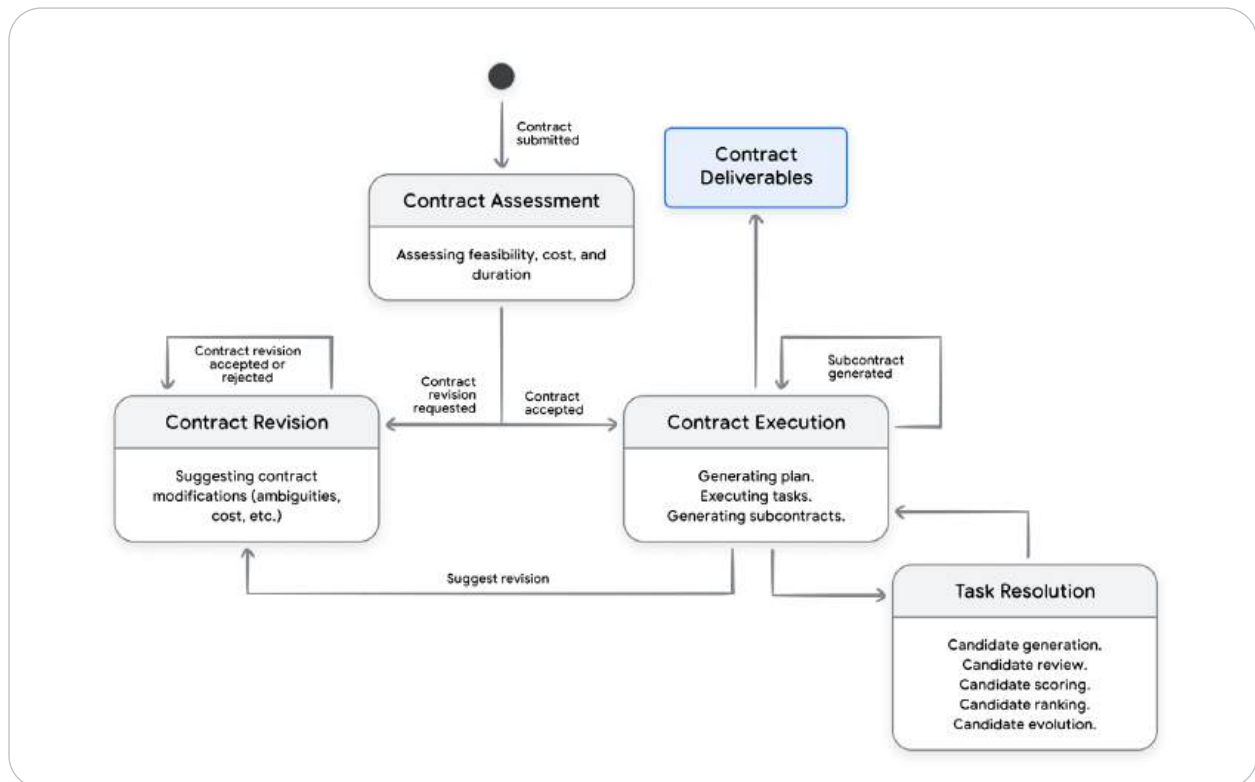 Contract
submitted
Contract
Deliverables
Contract Assessment
Assessing feasibility, cost, and
duration
Contract revision
accepted or
rejected
Contract
revision
requested
Contract
accepted
Subcontract
generated
Contract Revision
Suggesting contract
modifications (ambiguities,
cost, etc.)
Contract Execution
Generating plan.
Executing tasks.
Generating subcontracts.
Suggest revision
Task Resolution
Candidate generation.
Candidate review.
Candidate scoring.
Candidate ranking.
Candidate evolution.